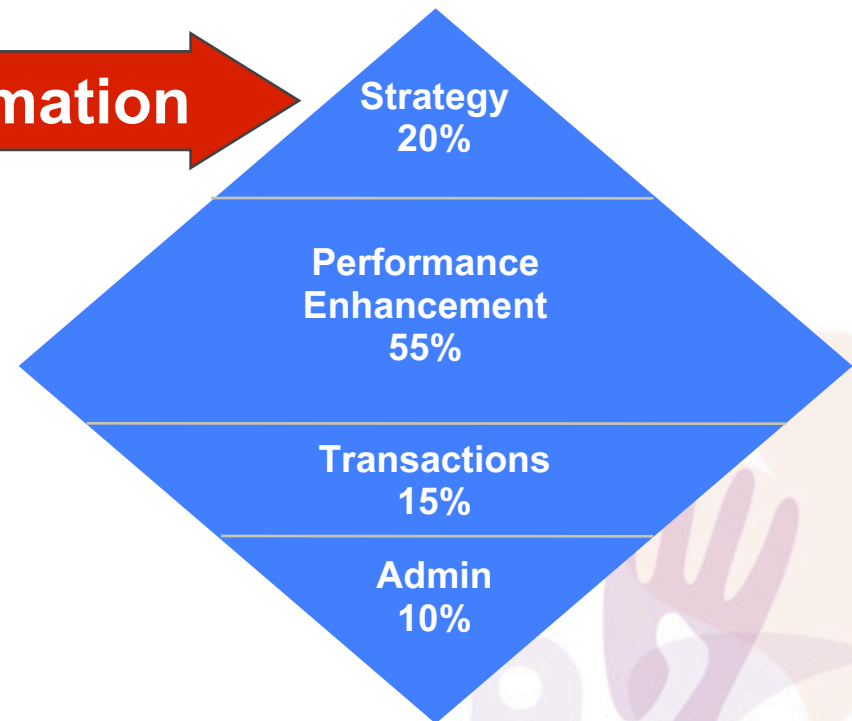 mation
Strategy
20%
Performance
Enhancement
55%
Transactions
15%
Admin
10%